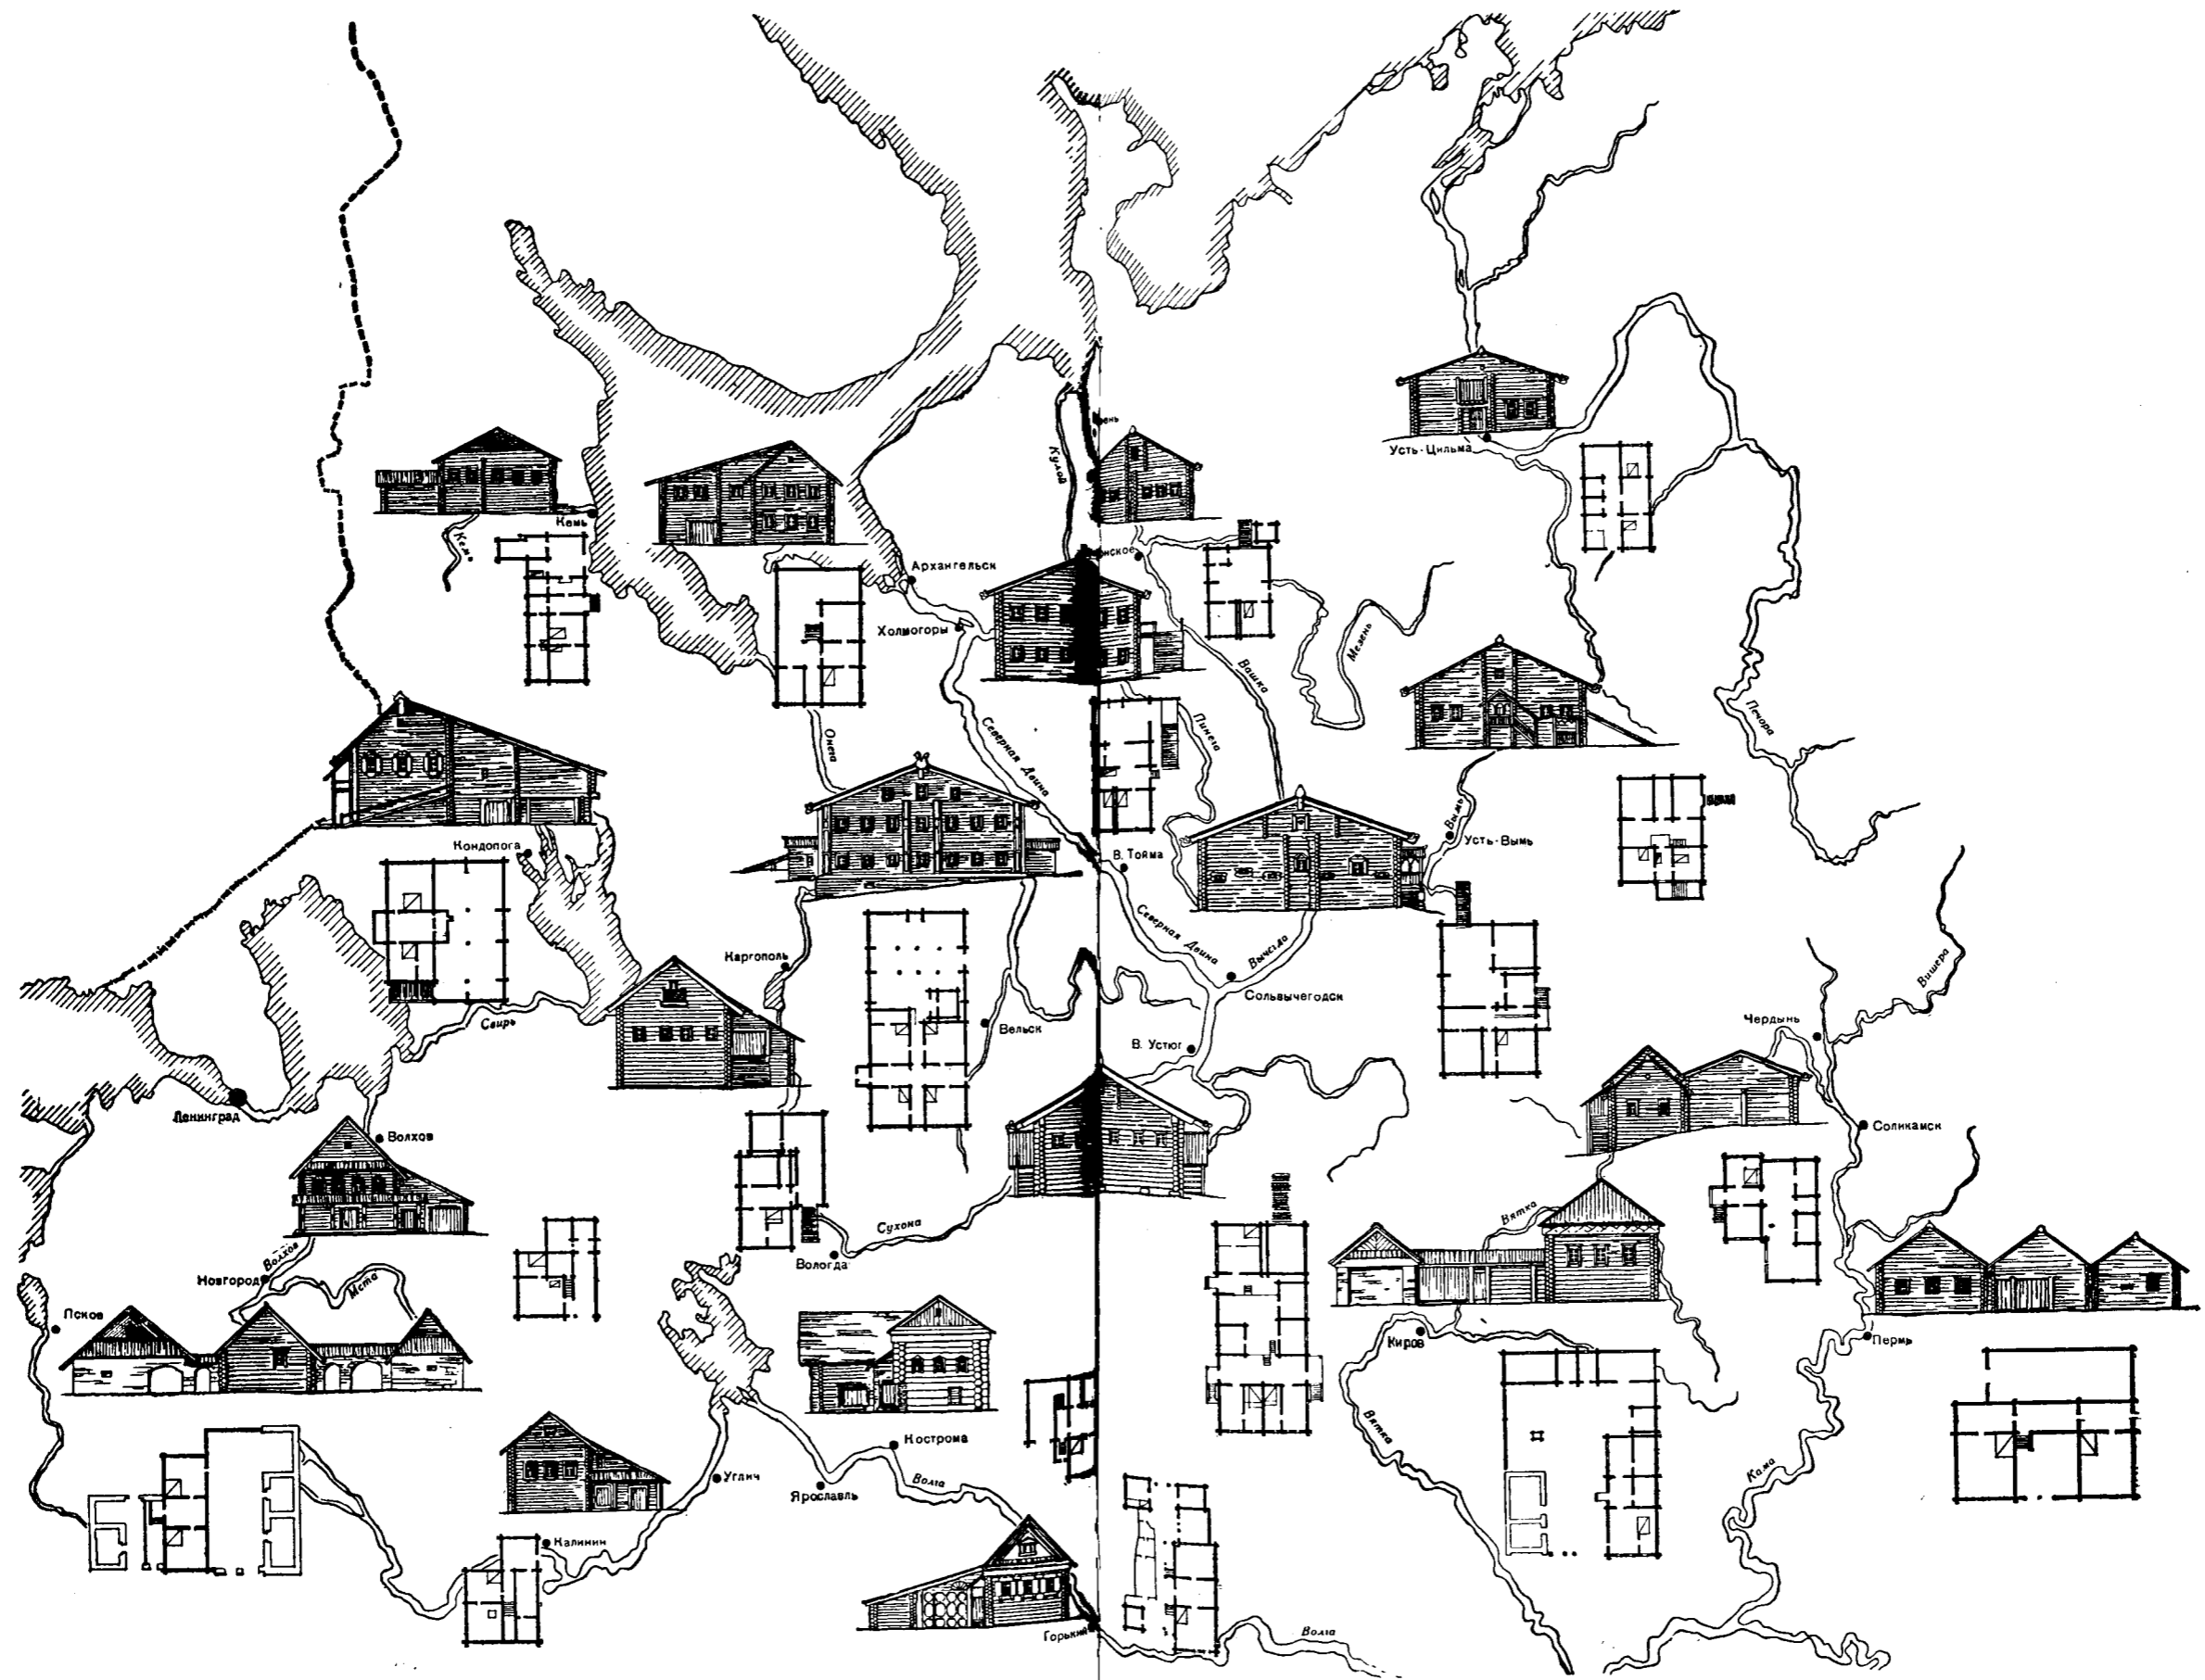 Усть-Цильма
Кулой
Кемь
Кемь
Архангельск
Холмогоры
Мезень
Вашка
Пинега
Онега
Северная Двина
Печора
Вымь
Усть-Вымь
Кондопога
В. Тойма
Северная Двина
Вычегда
Каргополь
Сольвычегодск
Вишера
Свирь
Вельск
В. Устюг
Чердынь
Ленинград
Волхов
Соликамск
Сухона
Вятка
Вологда
Волхов
Новгород
Мста
Псков
Киров
Пермь
Вятка
Кострома
Волга
Углич
Ярославль
Кама
Калинин
Горький
Волга